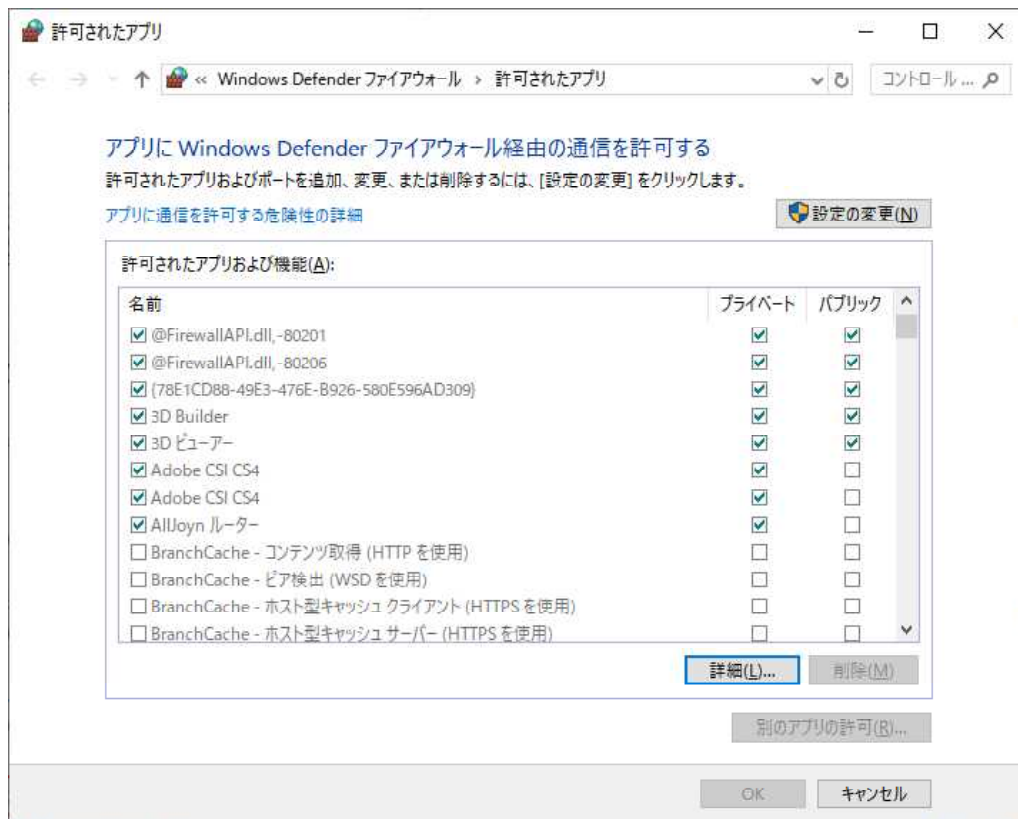 許可されたアプリ
« Windows Defender ファイアウォール › 許可されたアプリ
コントロール ...
アプリに Windows Defender ファイアウォール経由の通信を許可する
許可されたアプリおよびポートを追加、変更、または削除するには、[設定の変更] をクリックします。
アプリに通信を許可する危険性の詳細
設定の変更(N)
許可されたアプリおよび機能(A):
名前 プライベート パブリック
@FirewallAPI.dll,-80201
@FirewallAPI.dll,-80206
{78E1CD88-49E3-476E-B926-580E596AD309}
3D Builder
3D ビューアー
Adobe CSI CS4
Adobe CSI CS4
AllJoyn ルーター
BranchCache - コンテンツ取得 (HTTP を使用)
BranchCache - ピア検出 (WSD を使用)
BranchCache - ホスト型キャッシュ クライアント (HTTPS を使用)
BranchCache - ホスト型キャッシュ サーバー (HTTPS を使用)
詳細(L)... 削除(M)
別のアプリの許可(R)...
OK キャンセル